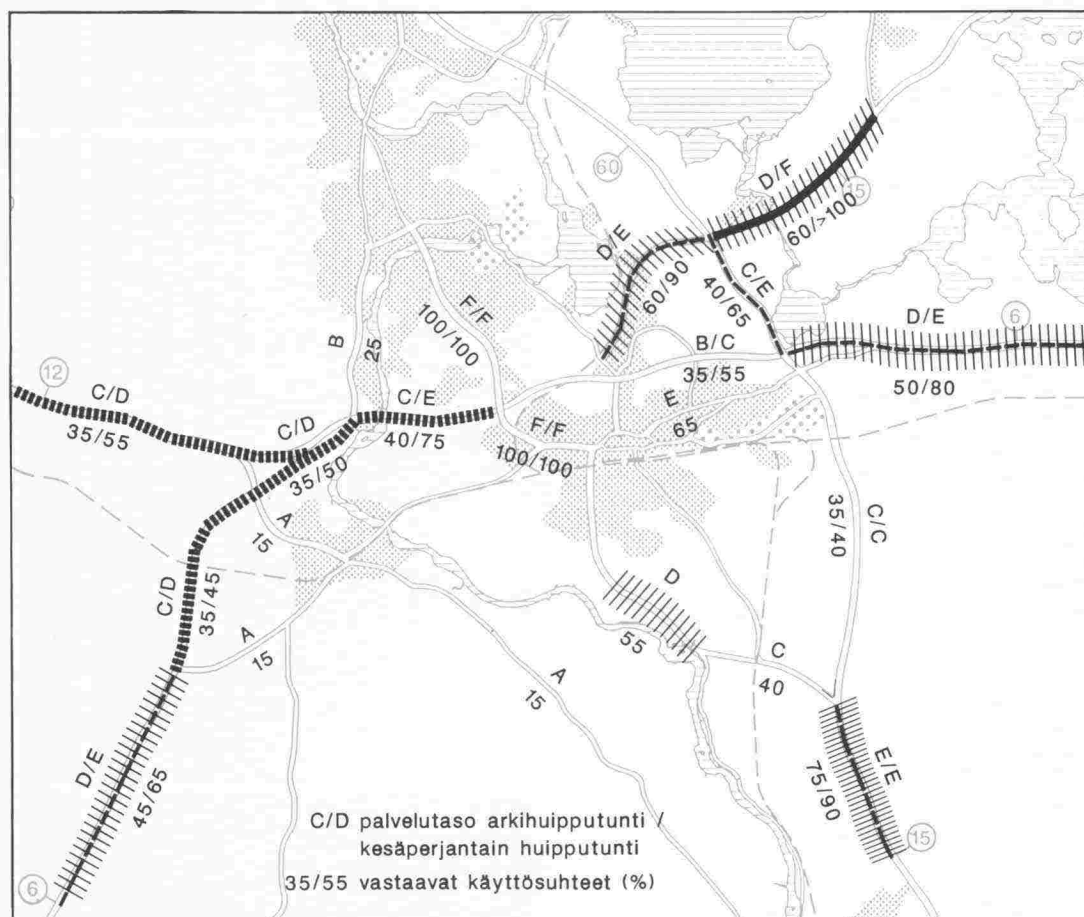 60
D/F
15
60/>100
D/E
60/90
C/E
40/65
F/F
100/100
D/E
6
50/80
B
25
B/C
35/55
12
C/D
35/55
C/D
35/50
C/E
40/75
E
65
F/F
100/100
A
15
C/C
35/40
C/D
35/45
D
55
A
15
A
15
C
40
D/E
45/65
E/E
75/90
15
6
C/D palvelutaso arkihuipputunti /
kesäperjantain huipputunti
35/55 vastaavat käyttösuhteet (%)